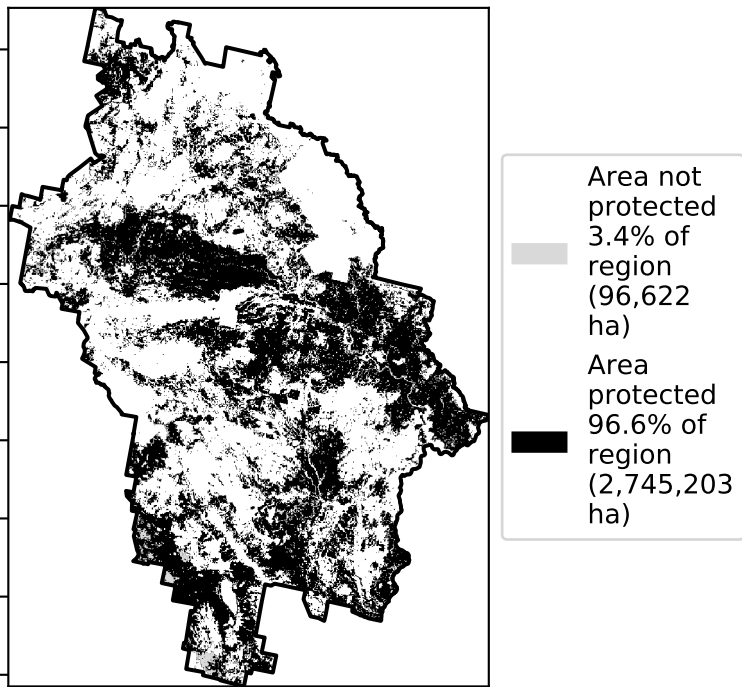 Area not
protected
3.4% of
region
(96,622
ha)
Area
protected
96.6% of
region
(2,745,203
ha)